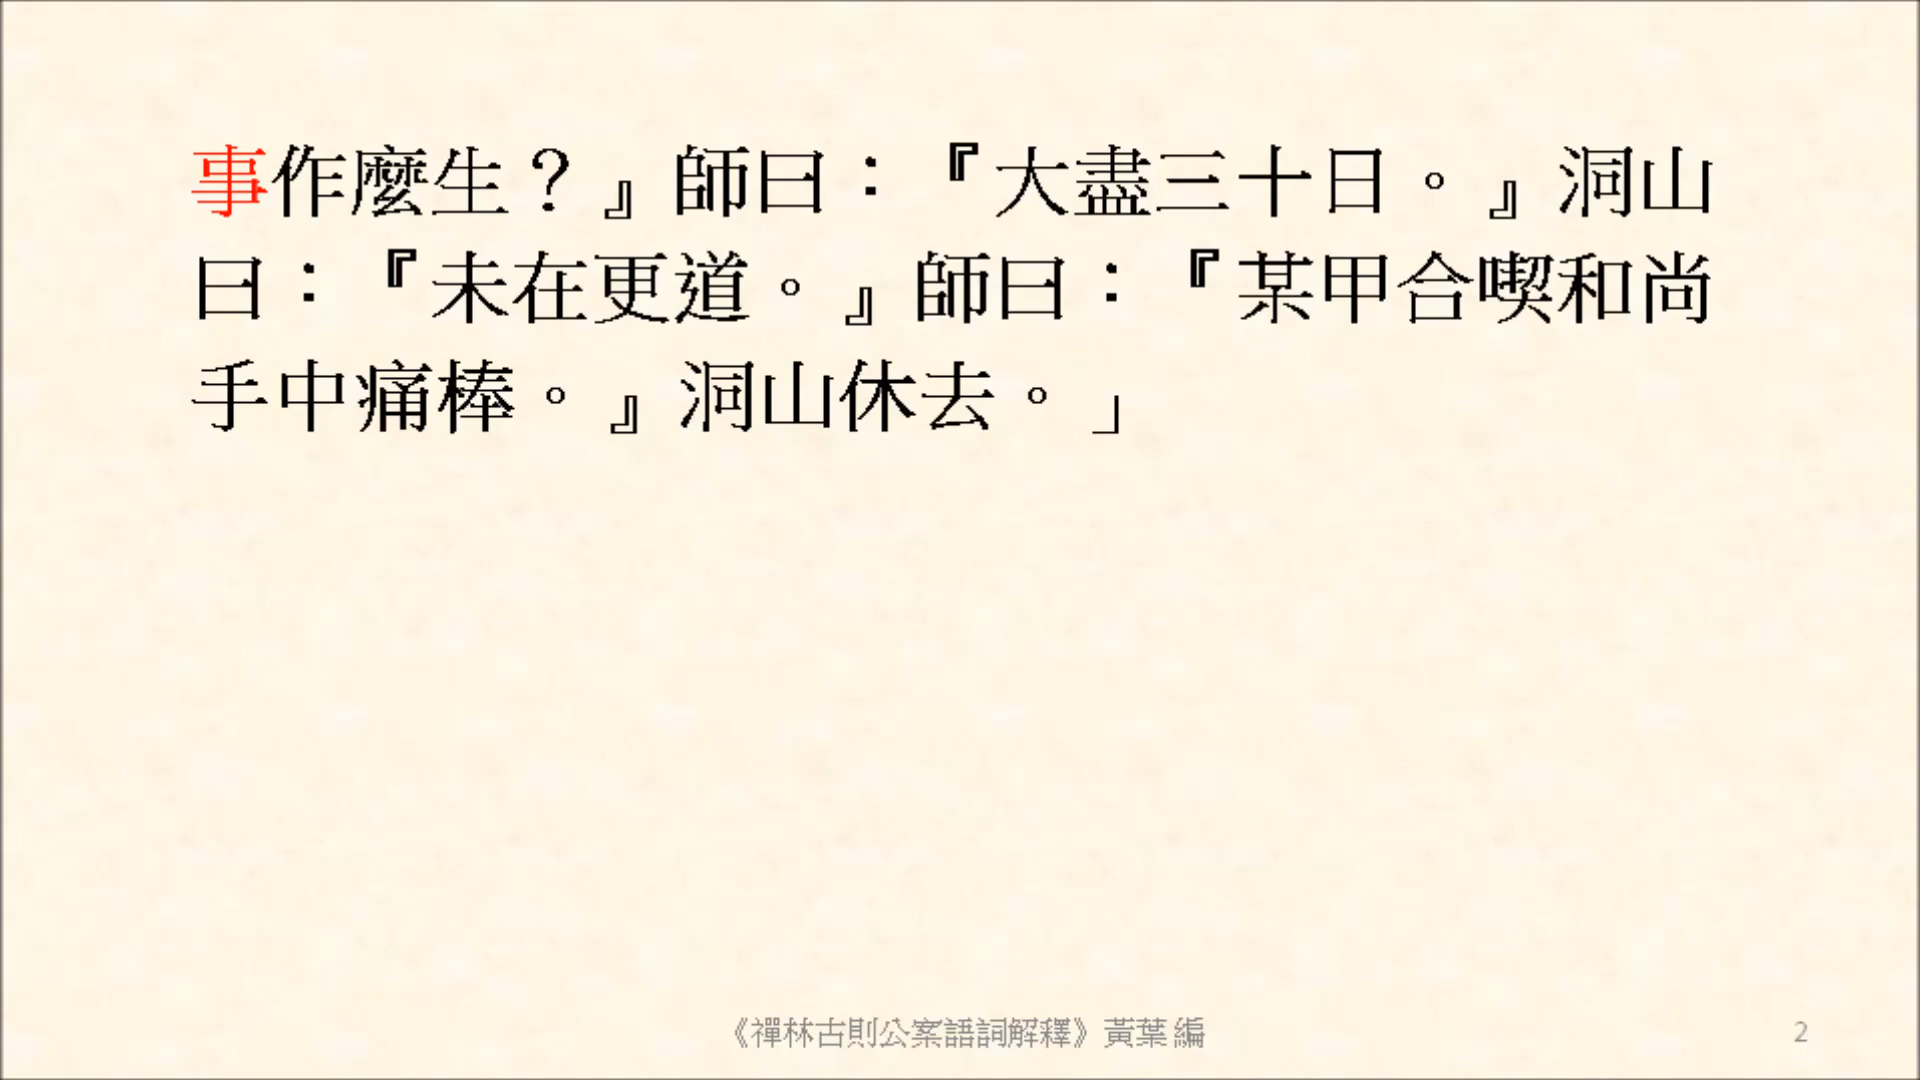 事作麼生？』師曰：『大盡三十日。』洞山
曰：『未在更道。』師曰：『某甲合喫和尚
手中痛棒。』洞山休去。」
《禪林古則公案語詞解釋》黃葉 編
2